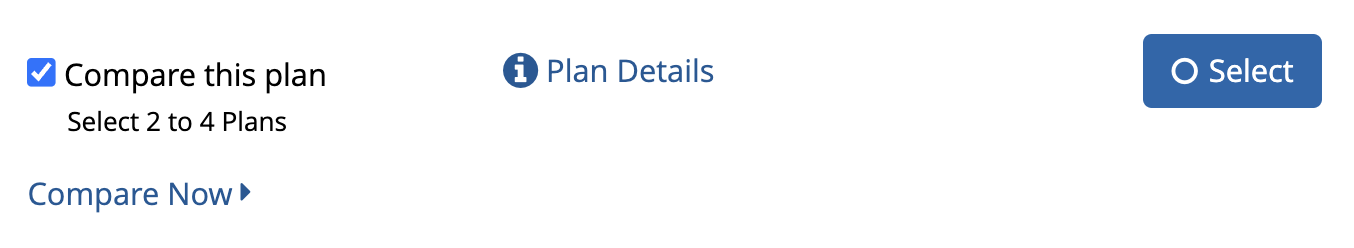 Compare this plan
Select 2 to 4 Plans
Plan Details
Select
Compare Now